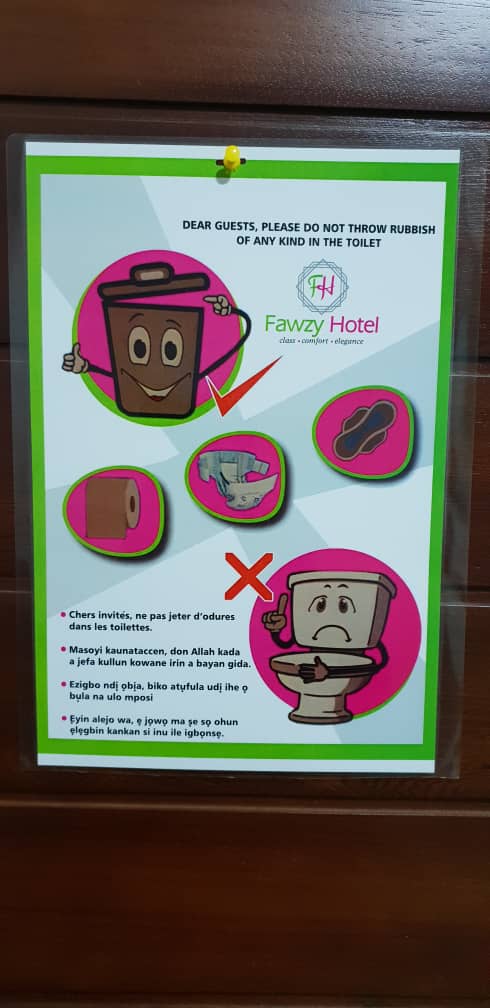 DEAR GUESTS, PLEASE DO NOT THROW RUBBISH
OF ANY KIND IN THE TOILET
FH
Fawzy Hotel
class • comfort • elegance
• Chers invités, ne pas jeter d'odures
dans les toilettes.
• Masoyi kaunataccen, don Allah kada
a jefa kullun kowane irin a bayan gida.
• Ezigbo ndị ọbịa, biko atụfula udị ihe ọ
bụla na ulo mposi
• Ẹyin alejo wa, ẹ jọwọ ma ṣe sọ ohun
ẹlẹgbin kankan si inu ile igbọnsẹ.